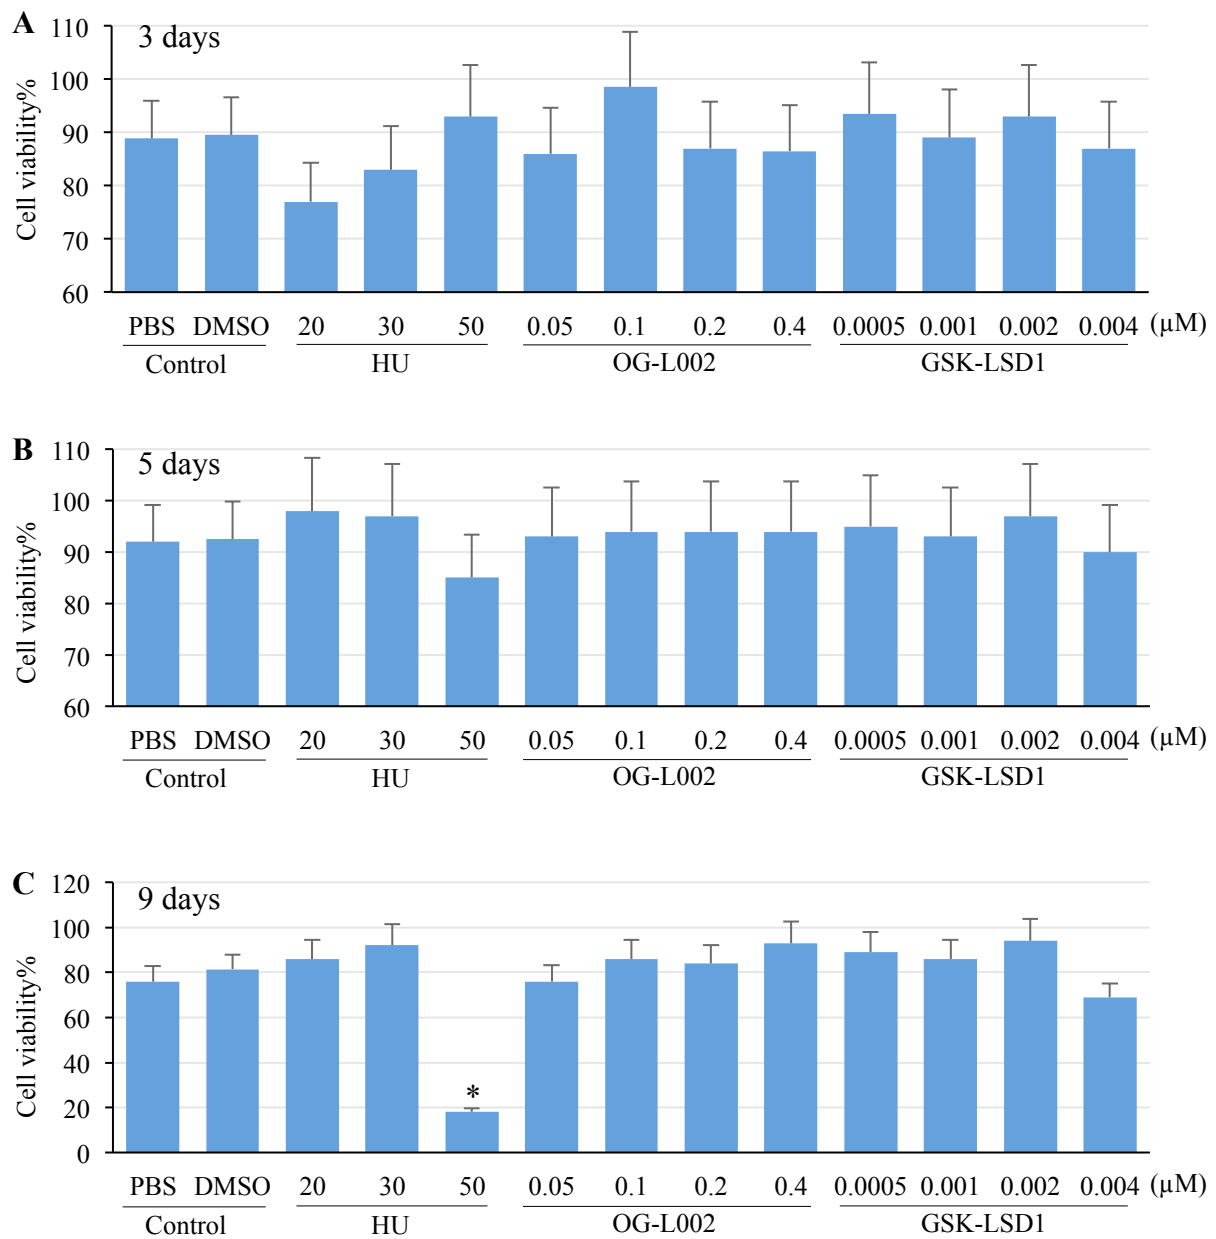 A
3 days
Cell viability%
110
100
90
80
70
60
PBS DMSO 20 30 50 0.05 0.1 0.2 0.4 0.0005 0.001 0.002 0.004 (µM)
Control HU OG-L002 GSK-LSD1
B
5 days
Cell viability%
110
100
90
80
70
60
PBS DMSO 20 30 50 0.05 0.1 0.2 0.4 0.0005 0.001 0.002 0.004 (µM)
Control HU OG-L002 GSK-LSD1
C
9 days
Cell viability%
120
100
80
60
40
20
0
*
PBS DMSO 20 30 50 0.05 0.1 0.2 0.4 0.0005 0.001 0.002 0.004 (µM)
Control HU OG-L002 GSK-LSD1